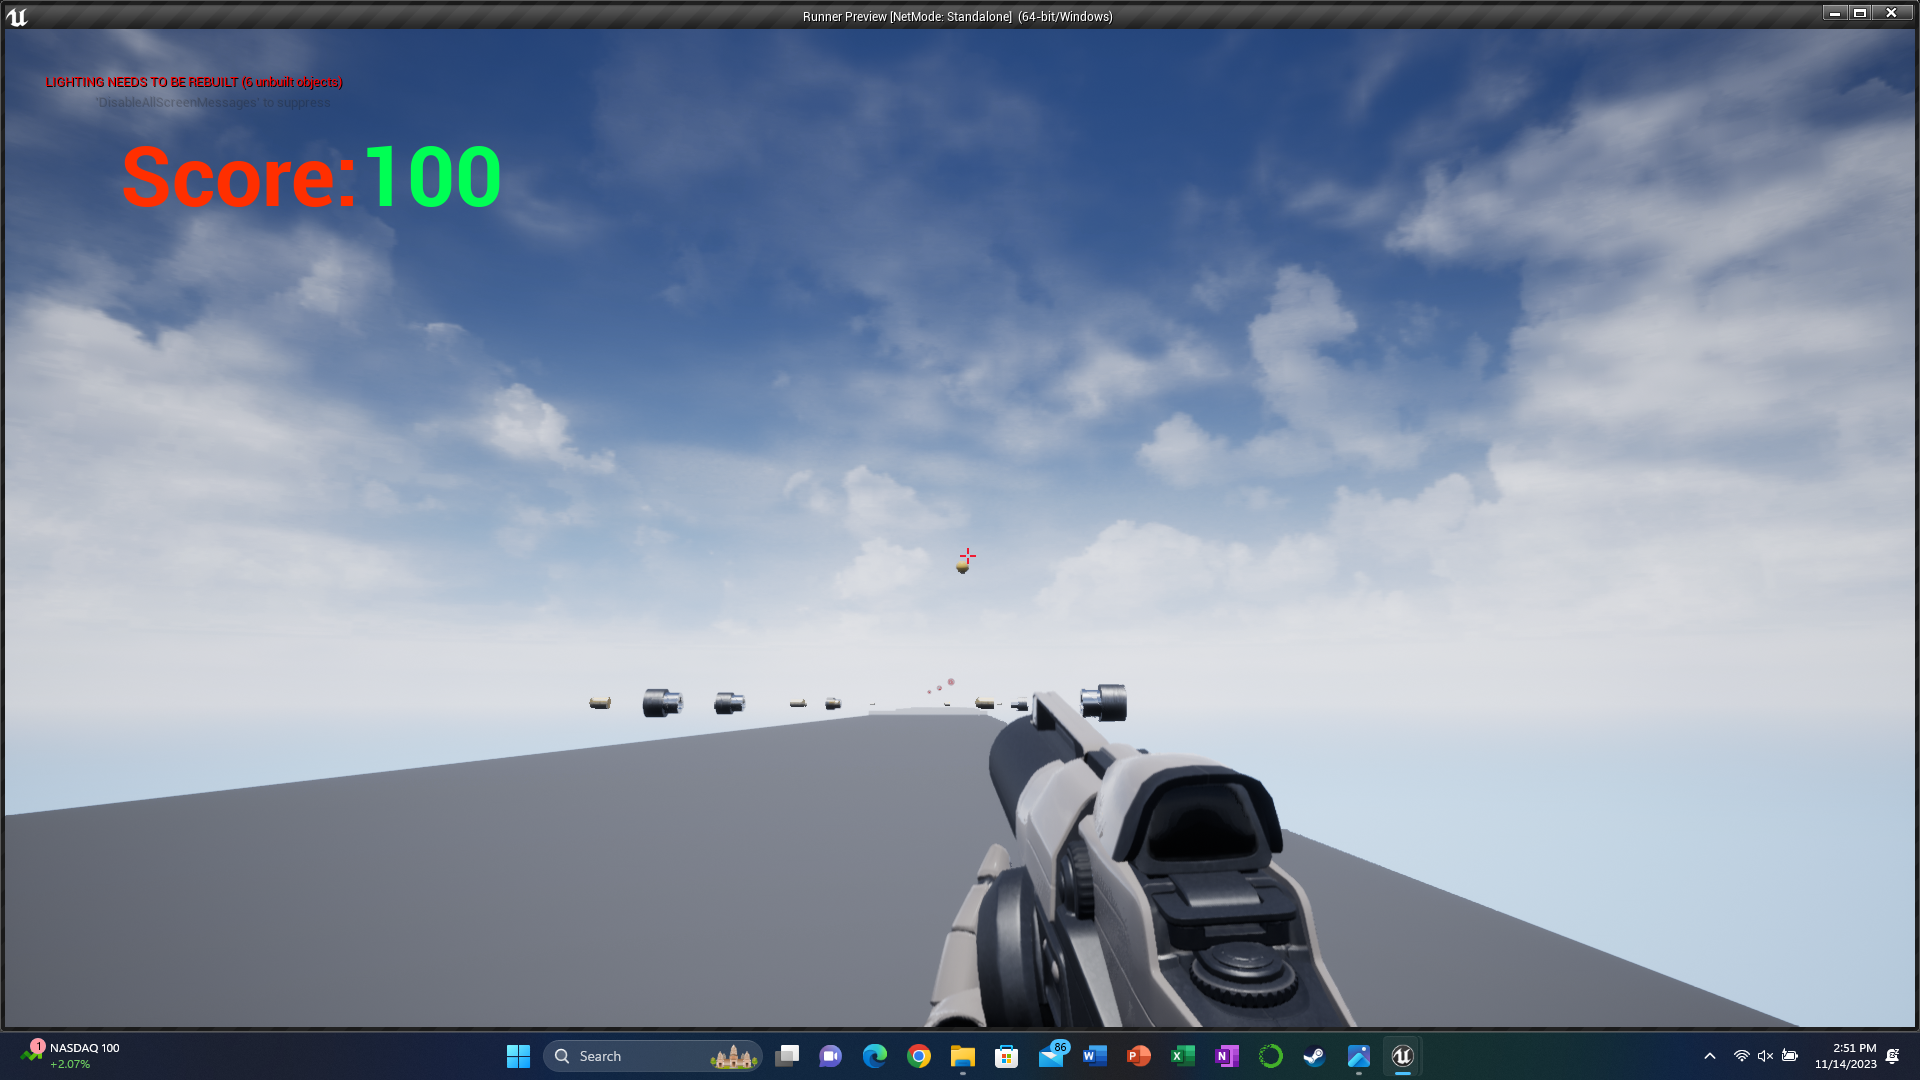 Runner Preview [NetMode: Standalone] (64-bit/Windows)
LIGHTING NEEDS TO BE REBUILT (6 unbuilt objects)
'DisableAllScreenMessages' to suppress
Score:100
1
NASDAQ 100
+2.07%
Search
86
2:51 PM
11/14/2023